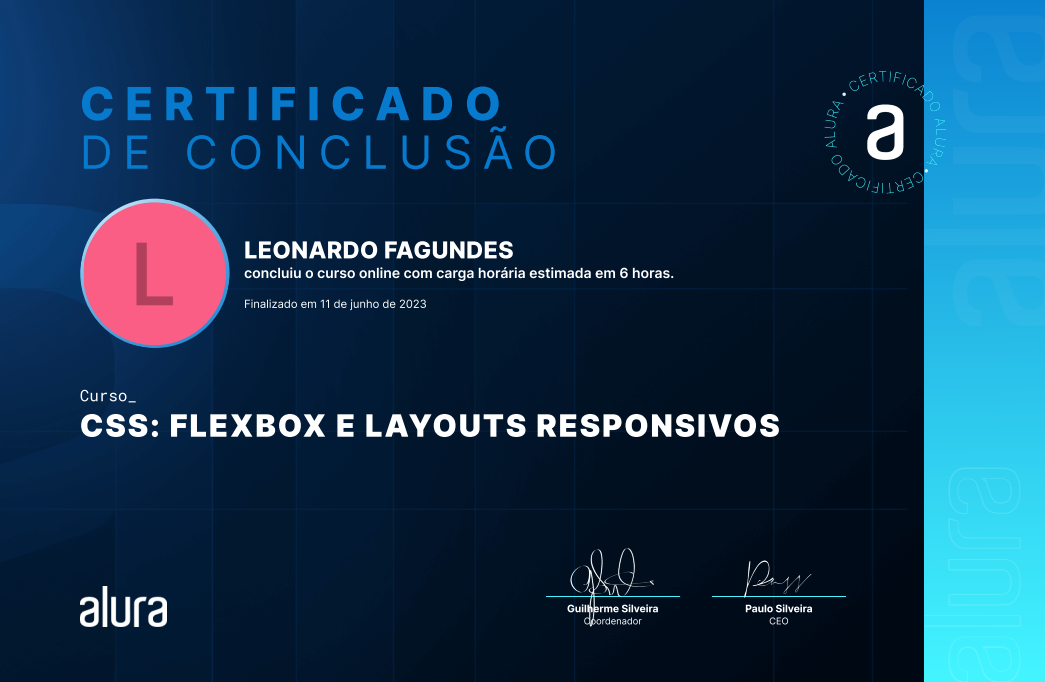 CERTIFICADO
DE CONCLUSÃO
CERTIFICADO ALURA • CERTIFICADO ALURA •
a
L
LEONARDO FAGUNDES
concluiu o curso online com carga horária estimada em 6 horas.
Finalizado em 11 de junho de 2023
Curso_
CSS: FLEXBOX E LAYOUTS RESPONSIVOS
alura
Guilherme Silveira
Coordenador
Paulo Silveira
CEO
alura
alura